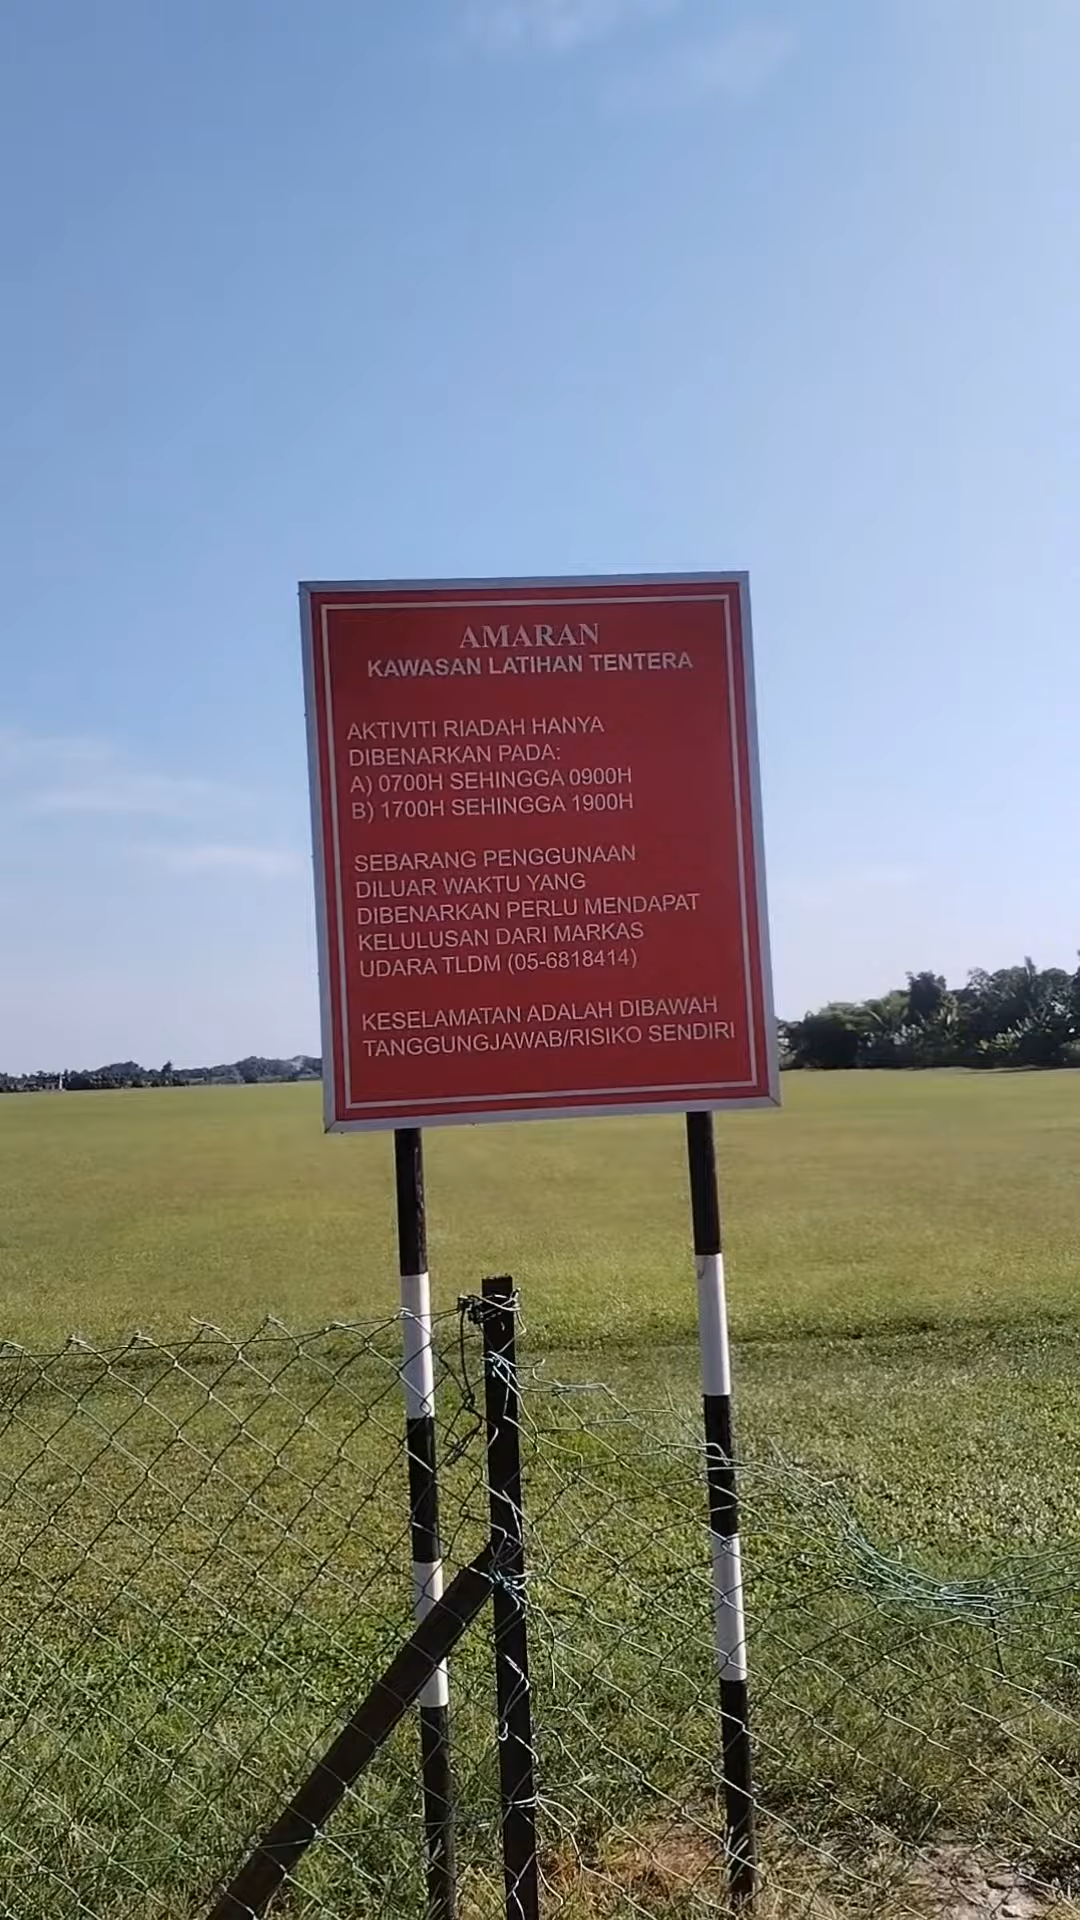 AMARAN
KAWASAN LATIHAN TENTERA
AKTIVITI RIADAH HANYA
DIBENARKAN PADA:
A) 0700H SEHINGGA 0900H
B) 1700H SEHINGGA 1900H
SEBARANG PENGGUNAAN
DILUAR WAKTU YANG
DIBENARKAN PERLU MENDAPAT
KELULUSAN DARI MARKAS
UDARA TLDM (05-6818414)
KESELAMATAN ADALAH DIBAWAH
TANGGUNGJAWAB/RISIKO SENDIRI